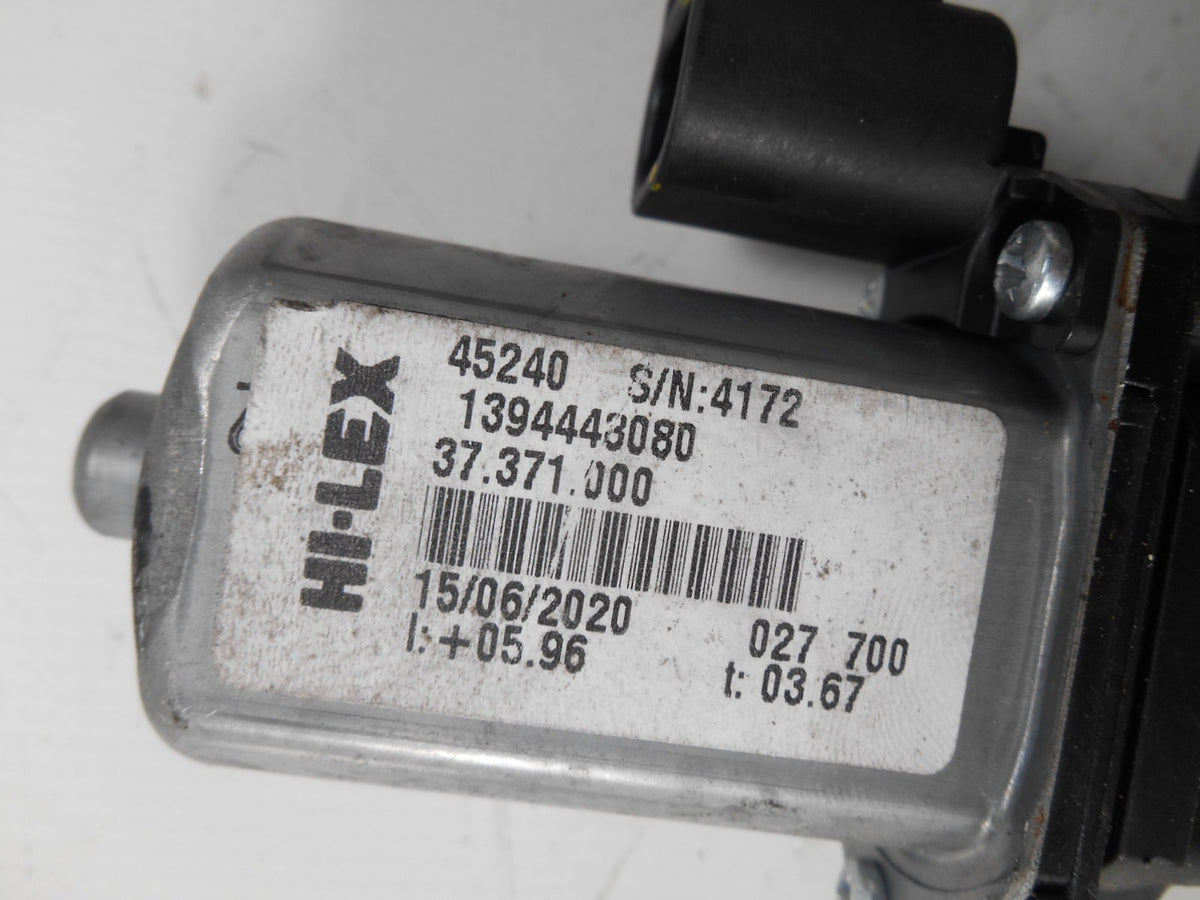 HI-LEX
45240 S/N:4172
1394443080
37.371.000
15/06/2020 027 700
I:+05.96 t: 03.67